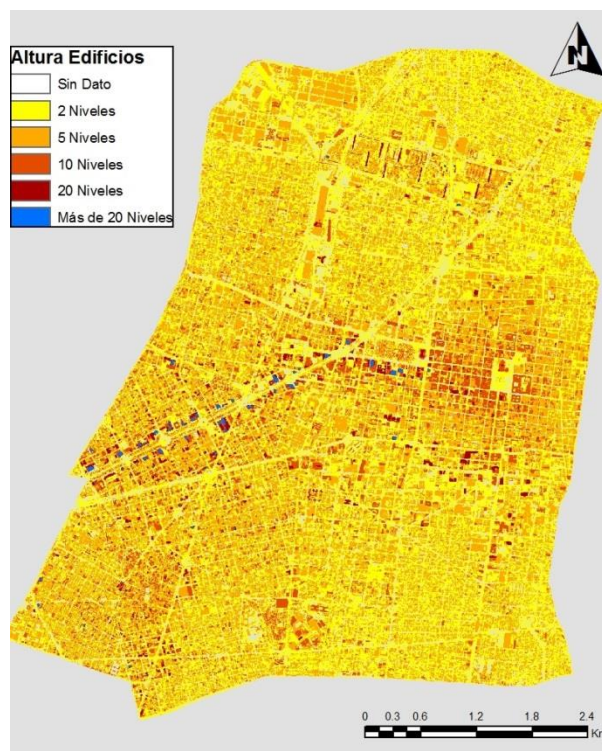 Altura Edificios
Sin Dato
2 Niveles
5 Niveles
10 Niveles
20 Niveles
Más de 20 Niveles
N
0 0.3 0.6 1.2 1.8 2.4
Km